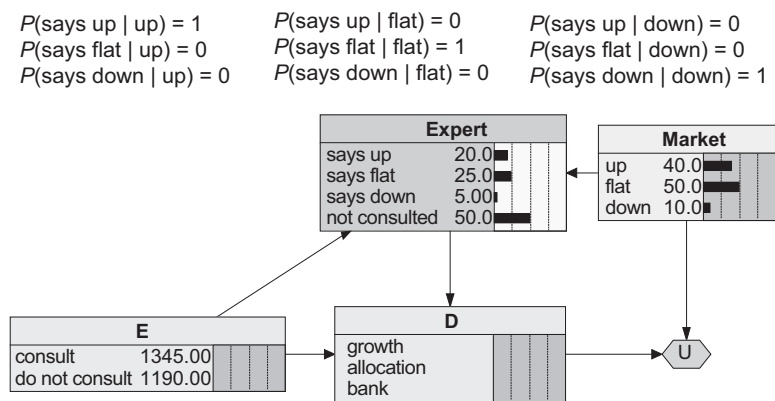 P(says up | up) = 1
P(says flat | up) = 0
P(says down | up) = 0
P(says up | flat) = 0
P(says flat | flat) = 1
P(says down | flat) = 0
P(says up | down) = 0
P(says flat | down) = 0
P(says down | down) = 1
Expert
says up 20.0
says flat 25.0
says down 5.00
not consulted 50.0
Market
up 40.0
flat 50.0
down 10.0
E
consult 1345.00
do not consult 1190.00
D
growth
allocation
bank
U